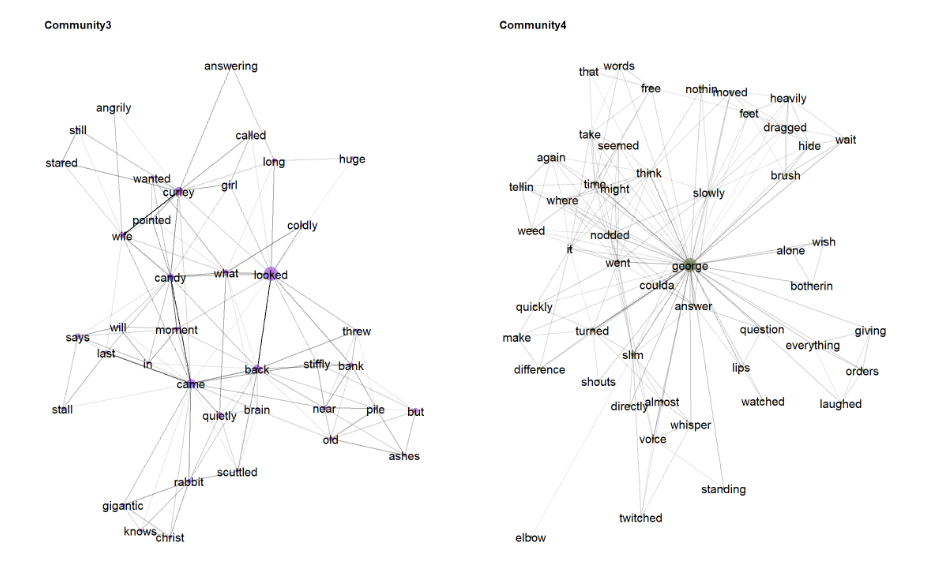 Community3
answering
angrily
still
called
stared
long
huge
wanted
girl
curley
pointed
coldly
wife
candy
what
looked
says
will
moment
threw
last
in
back
stiffly
bank
came
stall
quietly
brain
near
pile
but
old
ashes
scuttled
rabbit
gigantic
knows
christ
Community4
words
that
free
nothin
moved
heavily
feet
dragged
take
seemed
hide
wait
again
think
brush
tellin
time
might
slowly
where
weed
nodded
wish
it
alone
went
george
coulda
botherin
quickly
answer
make
turned
question
giving
everything
slim
difference
lips
orders
shouts
directly
almost
watched
laughed
whisper
voice
standing
twitched
elbow